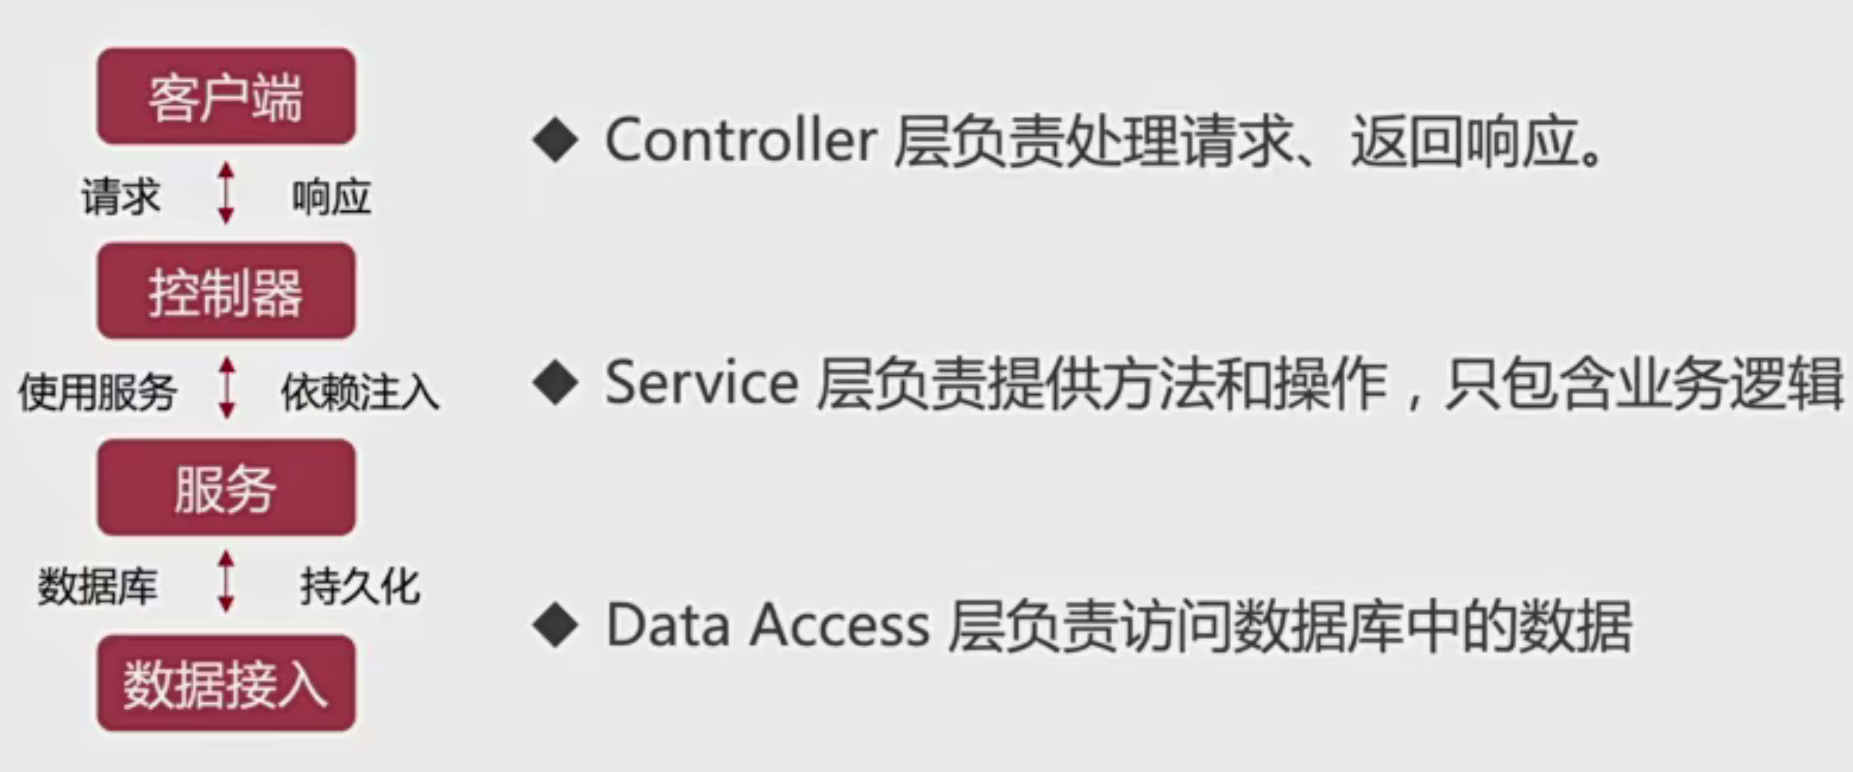 客户端
请求 响应
控制器
使用服务 依赖注入
服务
数据库 持久化
数据接入
◆ Controller 层负责处理请求、返回响应。
◆ Service 层负责提供方法和操作，只包含业务逻辑
◆ Data Access 层负责访问数据库中的数据